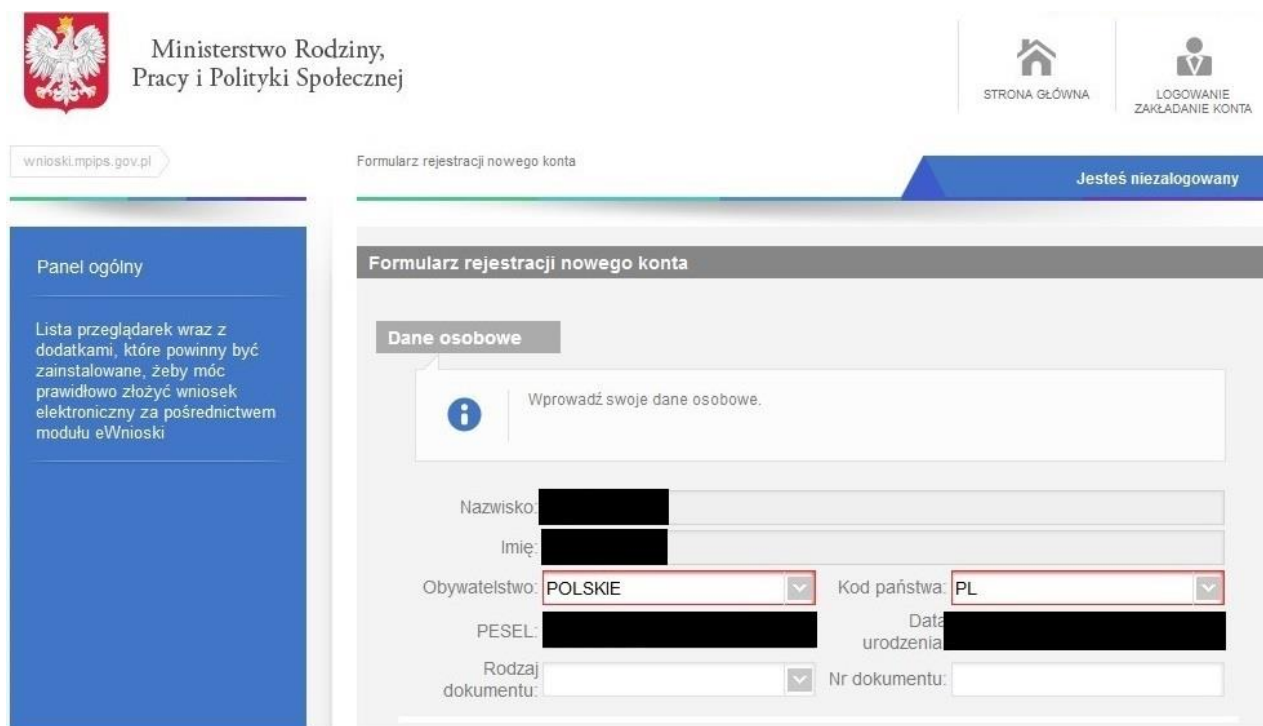 Ministerstwo Rodziny,
Pracy i Polityki Społecznej
STRONA GŁÓWNA
LOGOWANIE
ZAKŁADANIE KONTA
wnioski.mpips.gov.pl
Formularz rejestracji nowego konta
Jesteś niezalogowany
Panel ogólny
Lista przeglądarek wraz z
dodatkami, które powinny być
zainstalowane, żeby móc
prawidłowo złożyć wniosek
elektroniczny za pośrednictwem
modułu eWnioski
Formularz rejestracji nowego konta
Dane osobowe
Wprowadź swoje dane osobowe.
Nazwisko:
Imię:
Obywatelstwo: POLSKIE Kod państwa: PL
PESEL: Data
urodzenia
Rodzaj
dokumentu: Nr dokumentu: